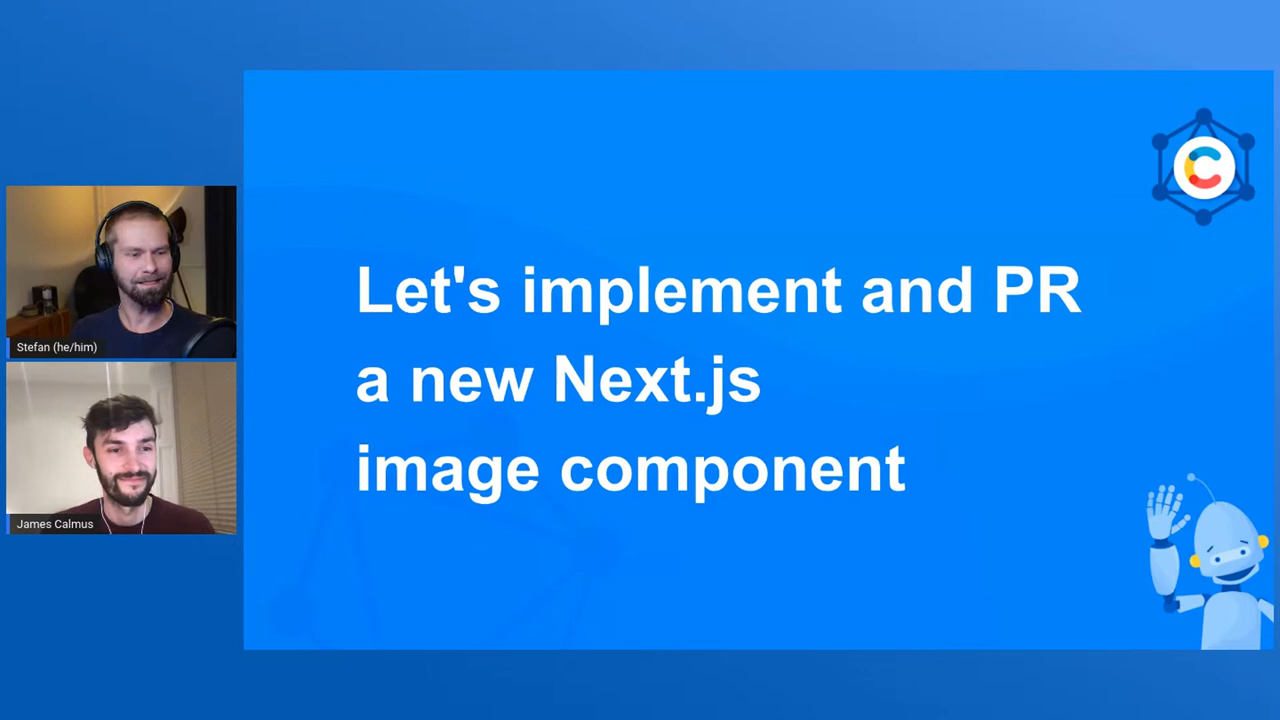 Let's implement and PR
a new Next.js
image component
Stefan (he/him)
James Calmus